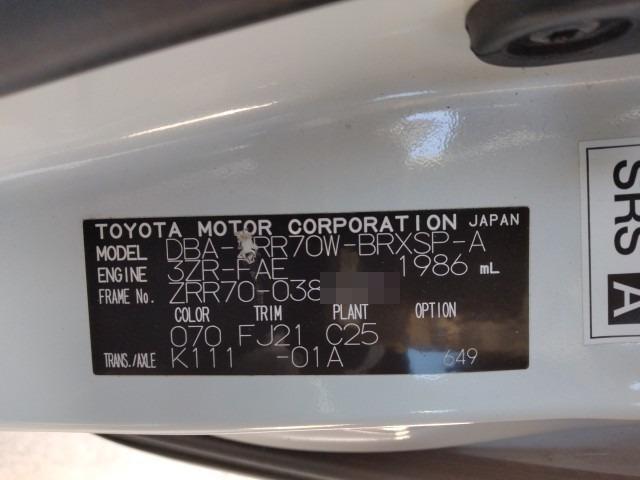 TOYOTA MOTOR CORPORATION JAPAN
MODEL DBA-ZRR70W-BRXSP-A
ENGINE 3ZR-FAE 1986 mL
FRAME No. ZRR70-038
COLOR TRIM PLANT OPTION
070 FJ21 C25
TRANS./AXLE K111 -01A 649
SRS A